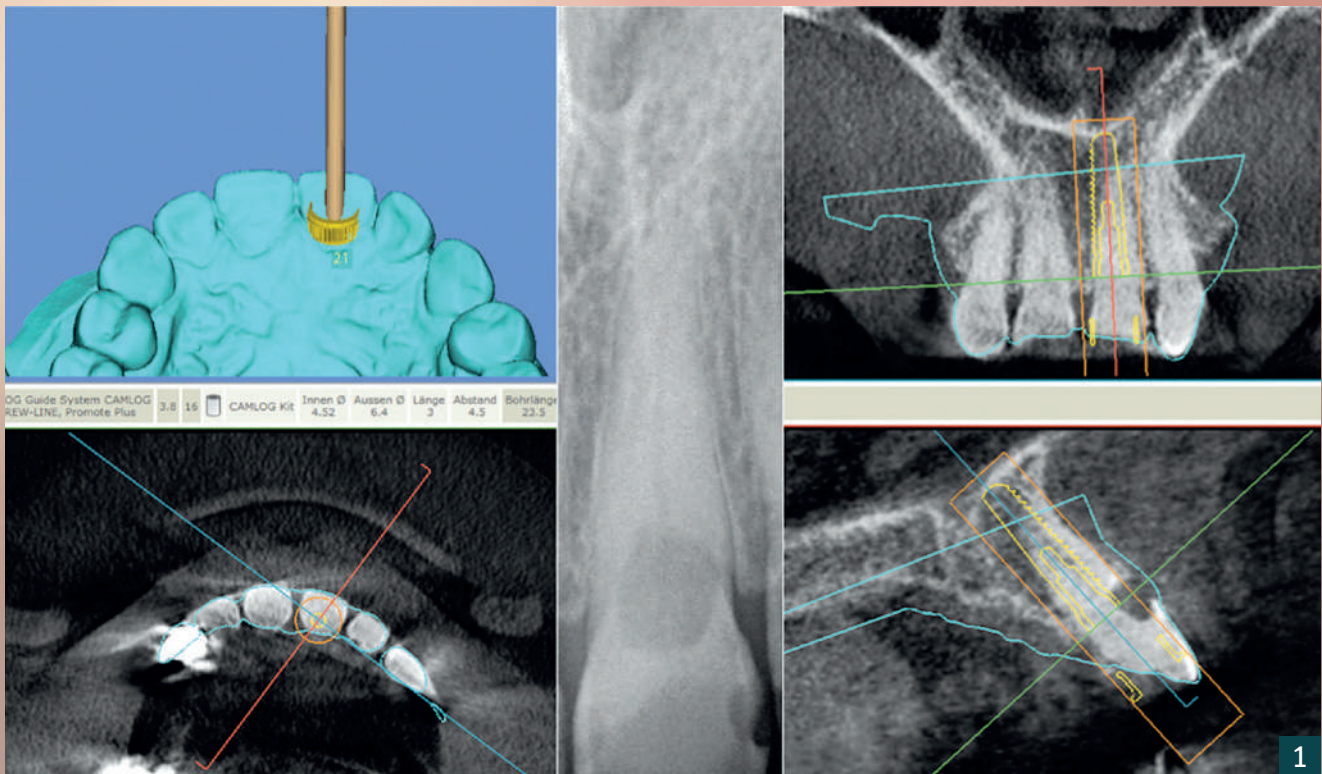 21
OG Guide System CAMLOG 3.8 16 CAMLOG Kit Innen Ø Aussen Ø Länge Abstand Bohrlänge
REW-LINE, Promote Plus 4.52 6.4 3 4.5 23.5
1